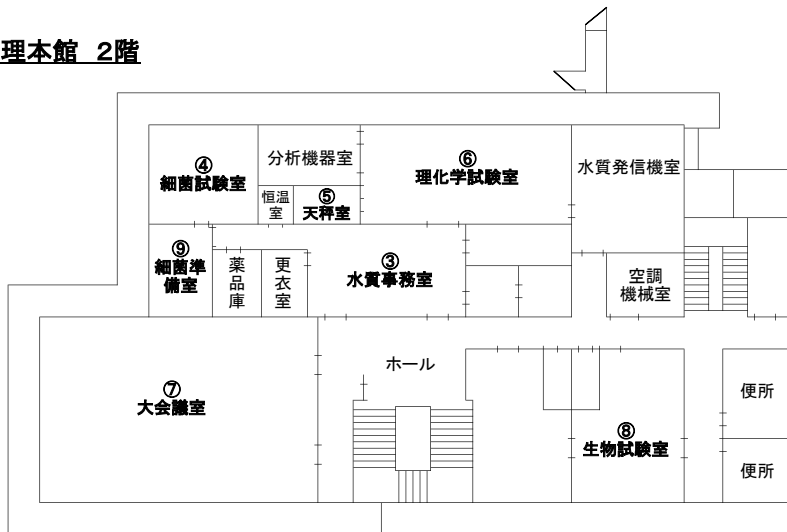 理本館 2階
④
細菌試験室
分析機器室
恒温
室
⑤
天秤室
⑥
理化学試験室
水質発信機室
⑨
細菌準
備室
薬品庫
更衣室
③
水質事務室
空調
機械室
ホール
⑦
大会議室
⑧
生物試験室
便所
便所